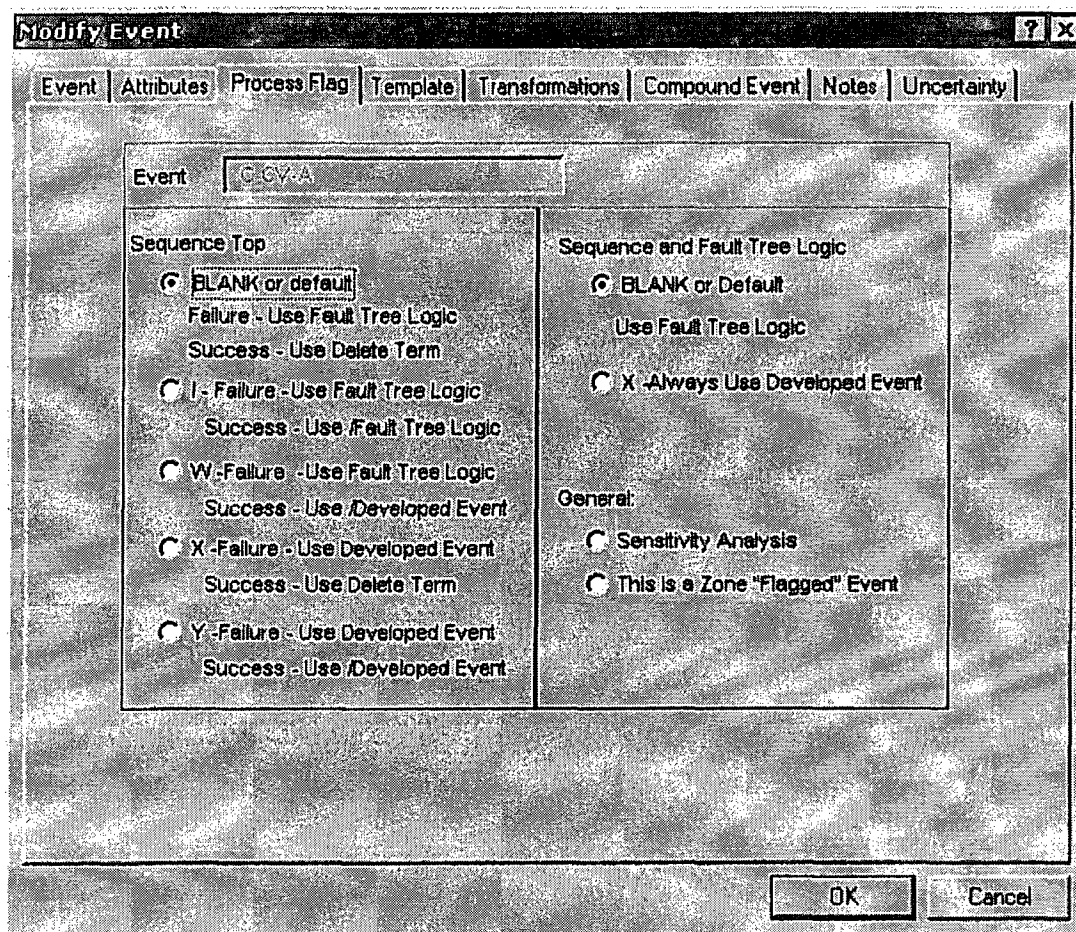 Modify Event
? X
Event Attributes Process Flag Template Transformations Compound Event Notes Uncertainty
Event C-CV-A
Sequence Top
BLANK or default
Failure - Use Fault Tree Logic
Success - Use Delete Term
I - Failure -Use Fault Tree Logic
Success - Use /Fault Tree Logic
W -Failure -Use Fault Tree Logic
Success - Use /Developed Event
X -Failure - Use Developed Event
Success - Use Delete Term
Y -Failure - Use Developed Event
Success - Use /Developed Event
Sequence and Fault Tree Logic
BLANK or Default
Use Fault Tree Logic
X -Always Use Developed Event
General:
Sensitivity Analysis
This is a Zone "Flagged" Event
OK Cancel